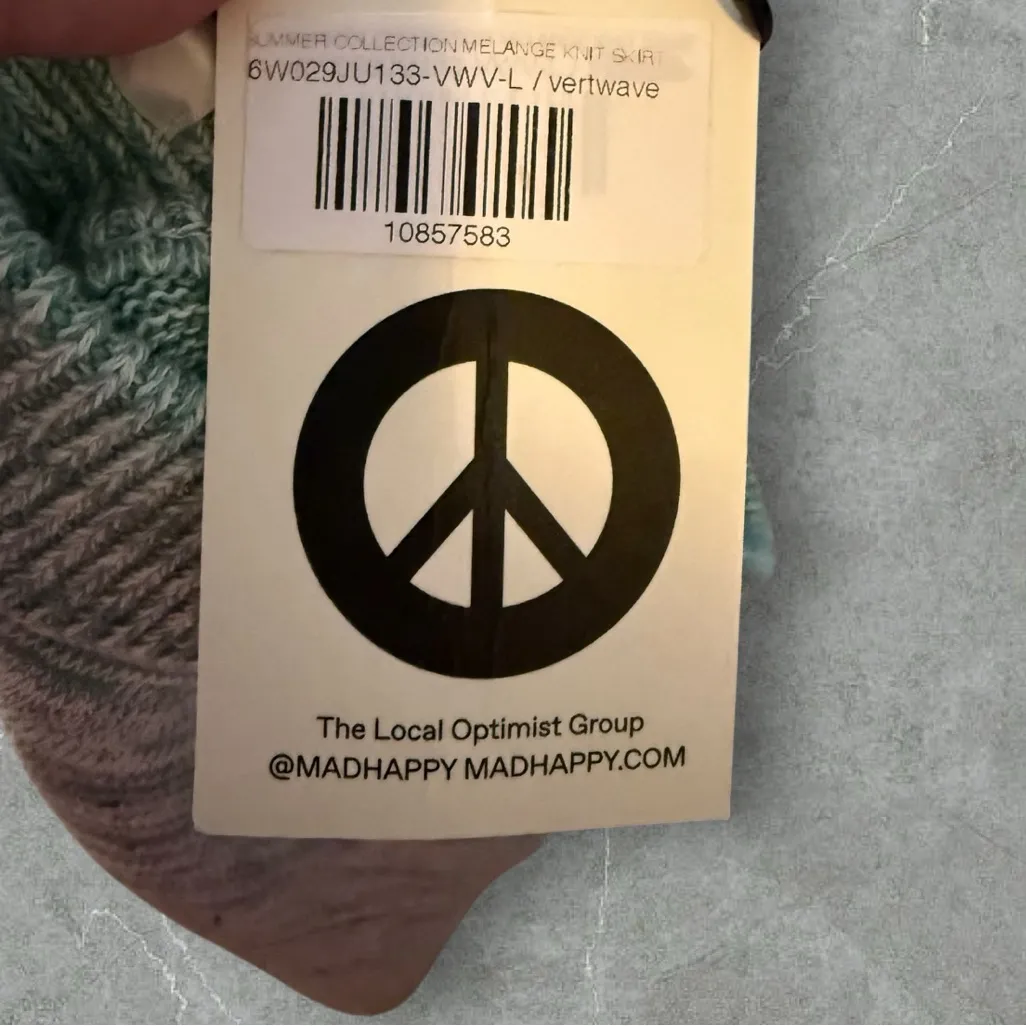 SUMMER COLLECTION MELANGE KNIT SKIRT
6W029JU133-VWV-L / vertwave
10857583
The Local Optimist Group
@MADHAPPY MADHAPPY.COM